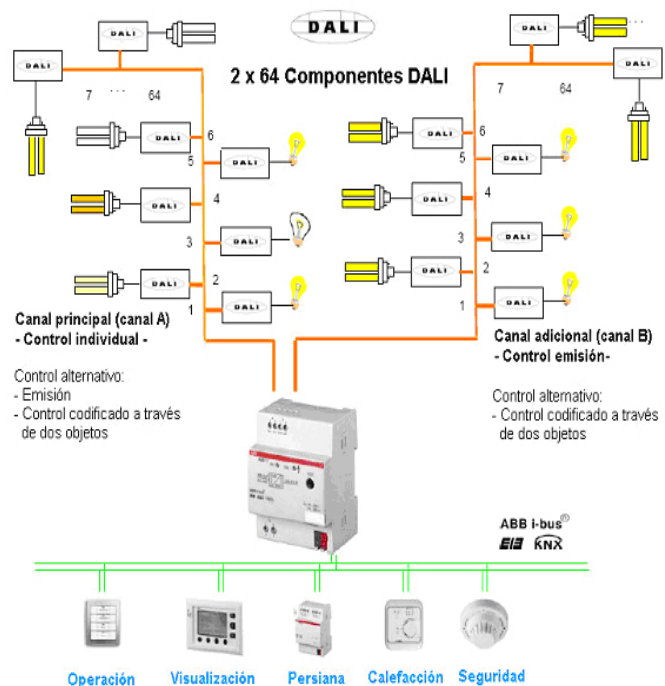 DALI
DALI
DALI
DALI
DALI
2 x 64 Componentes DALI
7 ... 64
7 64
DALI
6
DALI
6
5
DALI
5
DALI
DALI
4
DALI
4
3
DALI
3
DALI
DALI
2
DALI
2
1
DALI
1
DALI
Canal principal (canal A)
- Control individual -
Control alternativo:
- Emisión
- Control codificado a través
de dos objetos
Canal adicional (canal B)
- Control emisión-
Control alternativo:
- Control codificado a través
de dos objetos
ABB i-bus®
EIB KNX
Operación
Visualización
Persiana
Calefacción
Seguridad